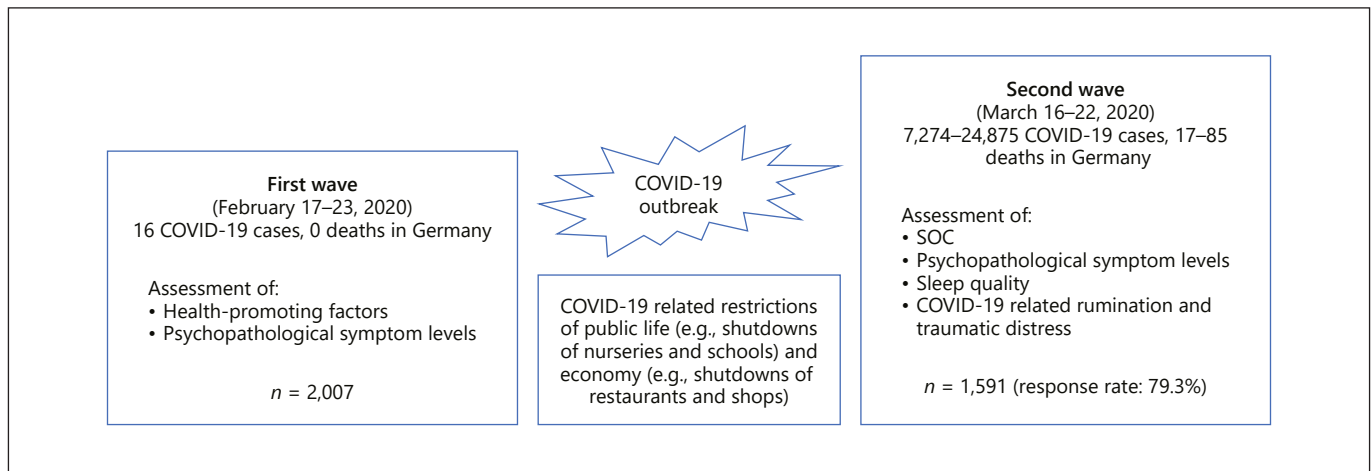 First wave
(February 17–23, 2020)
16 COVID-19 cases, 0 deaths in Germany
Assessment of:
• Health-promoting factors
• Psychopathological symptom levels
n = 2,007
COVID-19
outbreak
COVID-19 related restrictions
of public life (e.g., shutdowns
of nurseries and schools) and
economy (e.g., shutdowns of
restaurants and shops)
Second wave
(March 16–22, 2020)
7,274–24,875 COVID-19 cases, 17–85
deaths in Germany
Assessment of:
• SOC
• Psychopathological symptom levels
• Sleep quality
• COVID-19 related rumination and
traumatic distress
n = 1,591 (response rate: 79.3%)